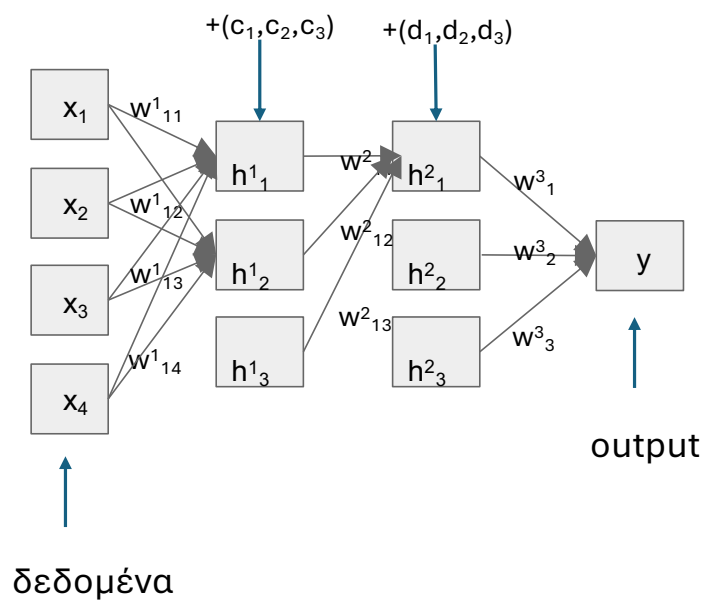 +(c₁,c₂,c₃)
+(d₁,d₂,d₃)
x₁
w¹₁₁
h¹₁
w²
h²₁
w³₁
x₂
w¹₁₂
w²₁₂
h¹₂
h²₂
w³₂
y
x₃
w¹₁₃
w²₁₃
h¹₃
h²₃
w³₃
x₄
w¹₁₄
output
δεδομένα